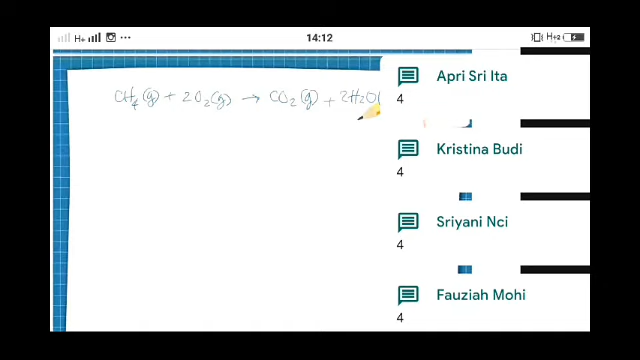 14:12
CH₄(g) + 2O₂(g) → CO₂(g) + 2H₂O(
Apri Sri Ita
4
Kristina Budi
4
Sriyani Nci
4
Fauziah Mohi
4